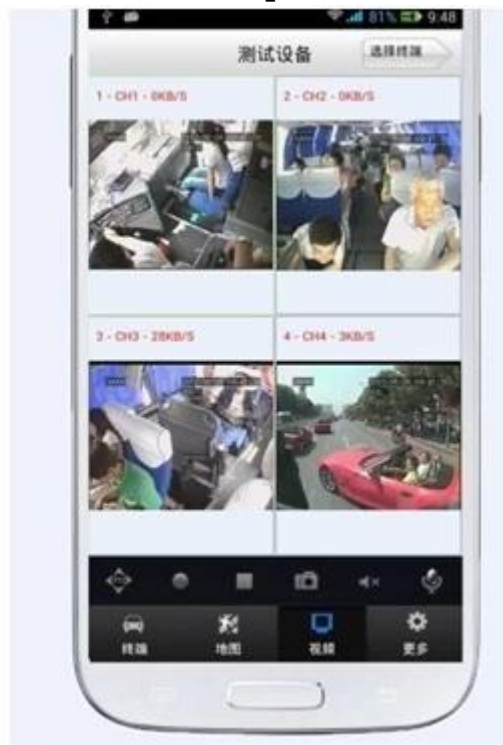 81% 9:48
测试设备 选择终端
1 - CH1 - 0KB/S 2 - CH2 - 0KB/S
3 - CH3 - 28KB/S 4 - CH4 - 3KB/S
终端 地图 视频 更多